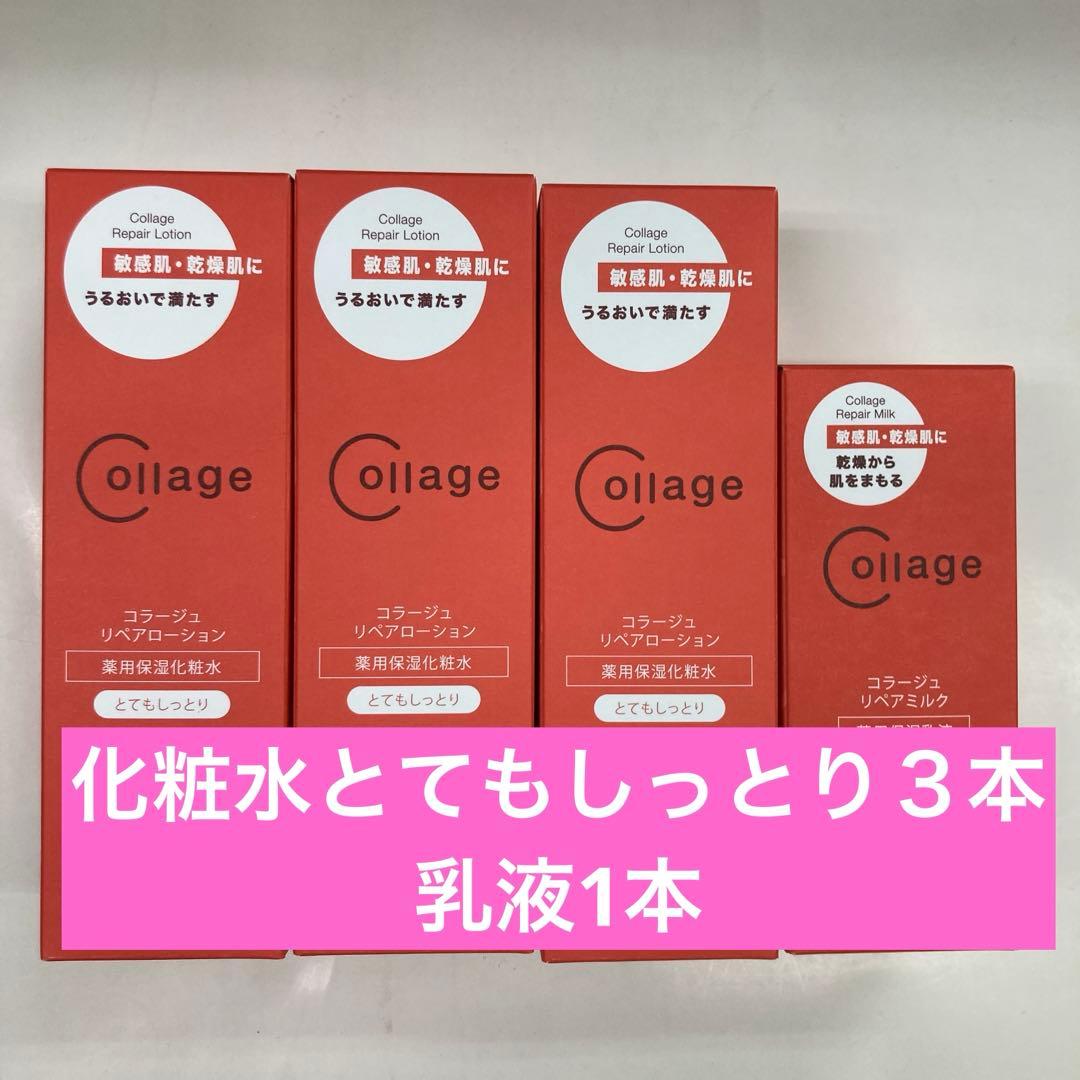 Collage
Repair Lotion
敏感肌・乾燥肌に
うるおいで満たす
Collage
コラージュ
リペアローション
薬用保湿化粧水
とてもしっとり
Collage
Repair Lotion
敏感肌・乾燥肌に
うるおいで満たす
Collage
コラージュ
リペアローション
薬用保湿化粧水
とてもしっとり
Collage
Repair Lotion
敏感肌・乾燥肌に
うるおいで満たす
Collage
コラージュ
リペアローション
薬用保湿化粧水
とてもしっとり
Collage
Repair Milk
敏感肌・乾燥肌に
乾燥から
肌をまもる
Collage
コラージュ
リペアミルク
薬用保湿乳液
化粧水とてもしっとり３本
乳液1本